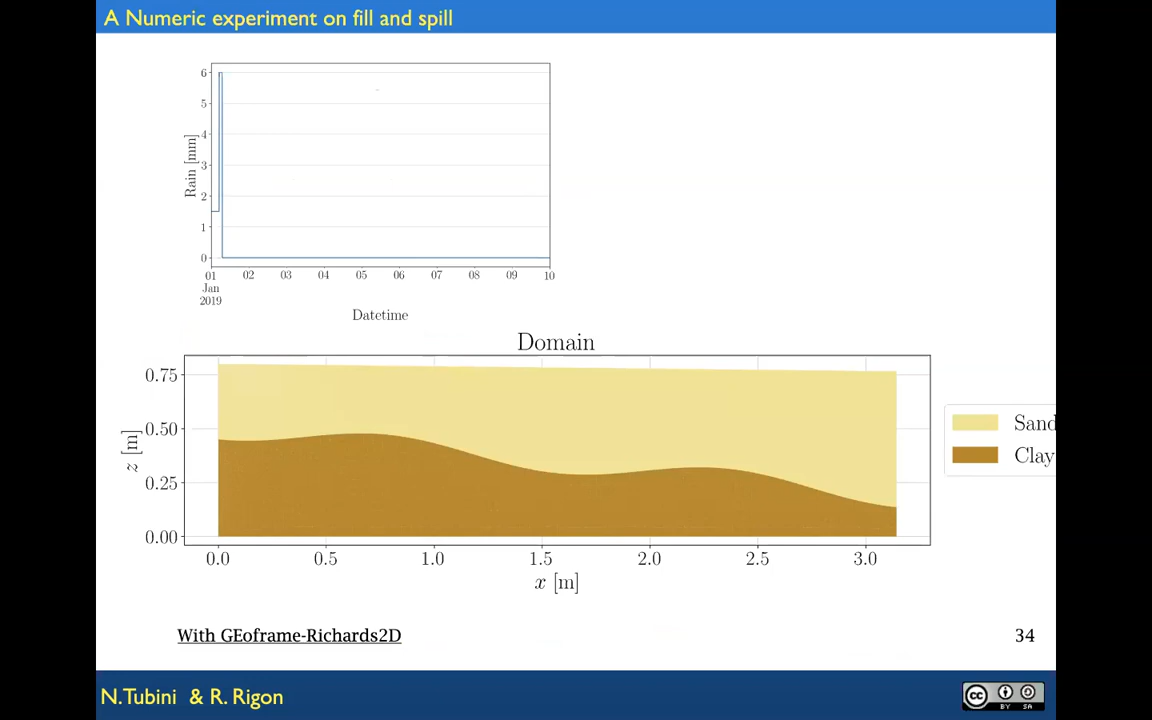 A Numeric experiment on fill and spill
6
5
4
3
2
1
0
Rain [mm]
01 02 03 04 05 06 07 08 09 10
Jan
2019
Datetime
Domain
0.75
0.50
0.25
0.00
z [m]
0.0 0.5 1.0 1.5 2.0 2.5 3.0
x [m]
Sand
Clay
With GEoframe-Richards2D
34
N.Tubini & R. Rigon
cc
BY SA